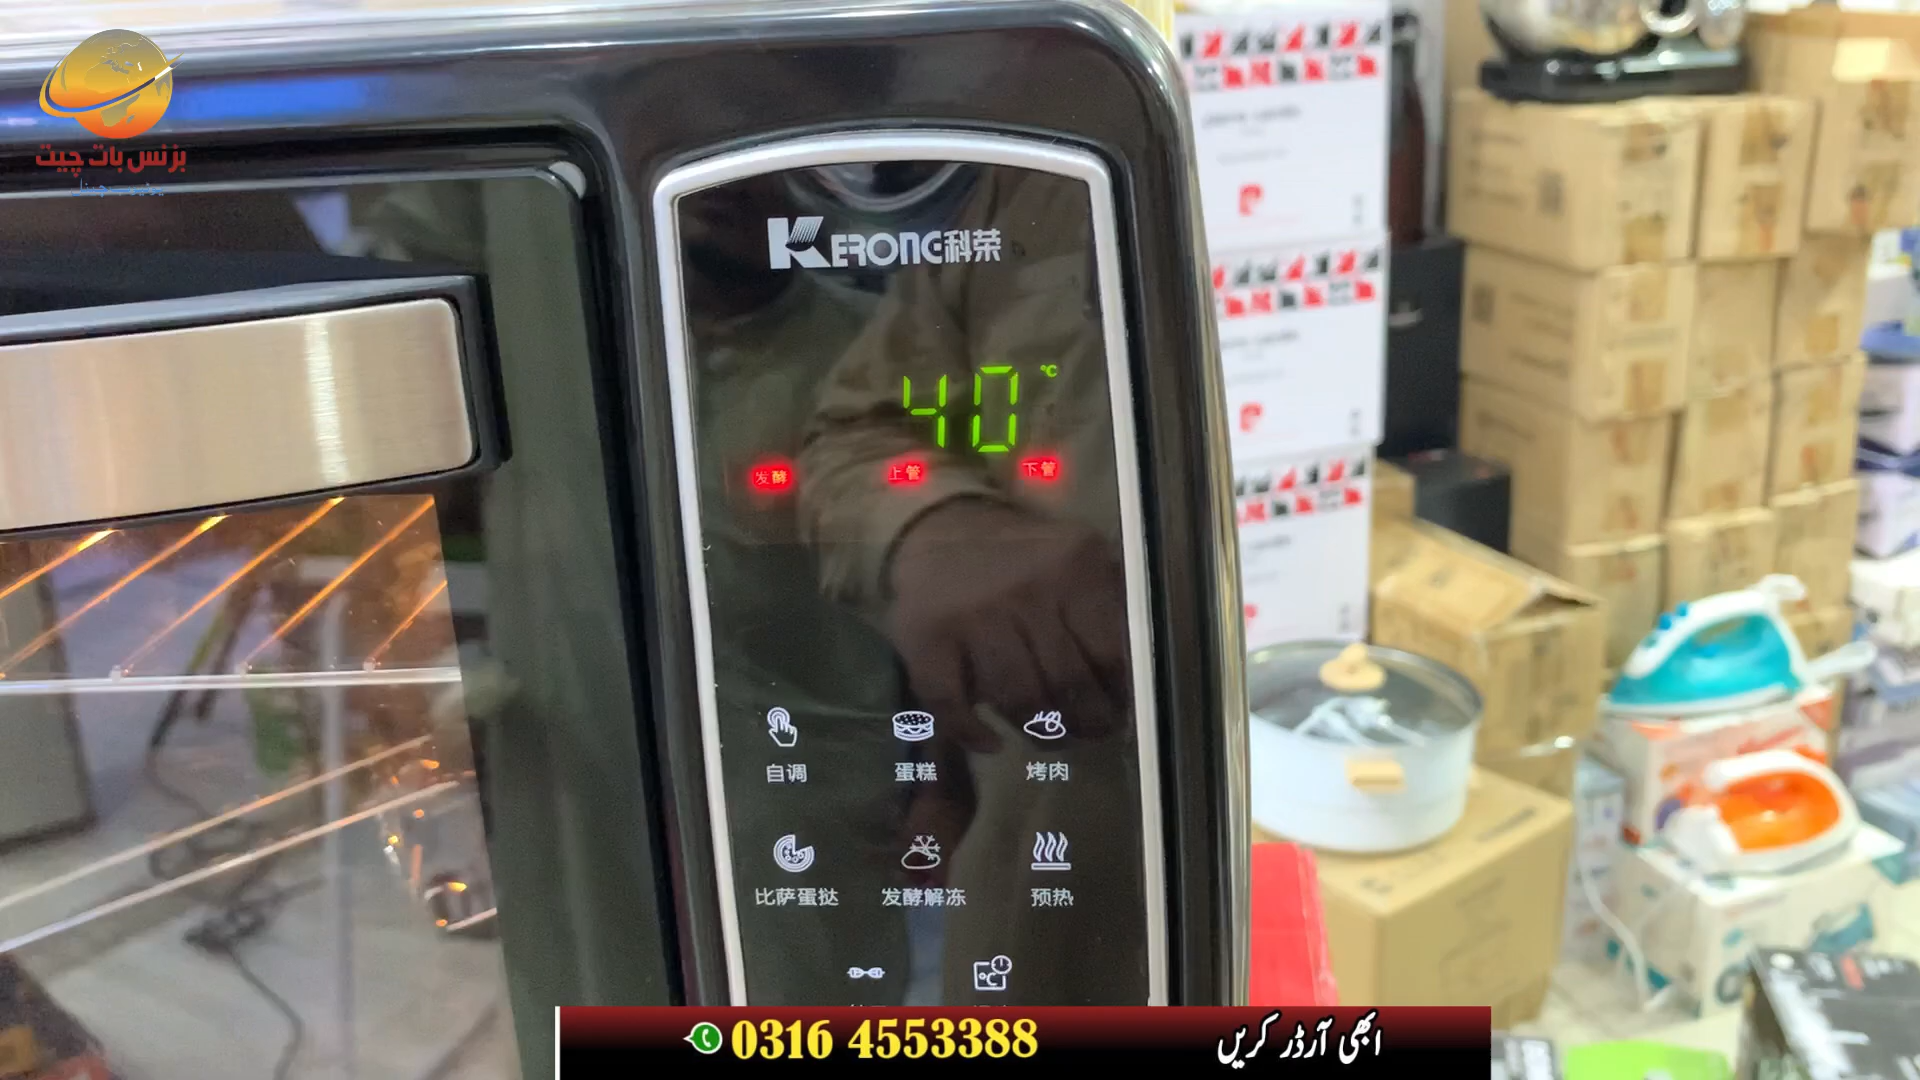 بزنس بات چیت
KERONG科荣
40 ℃
发酵 上管 下管
自调 蛋糕 烤肉
比萨蛋挞 发酵解冻 预热
℃
0316 4553388 ابھی آرڈر کریں